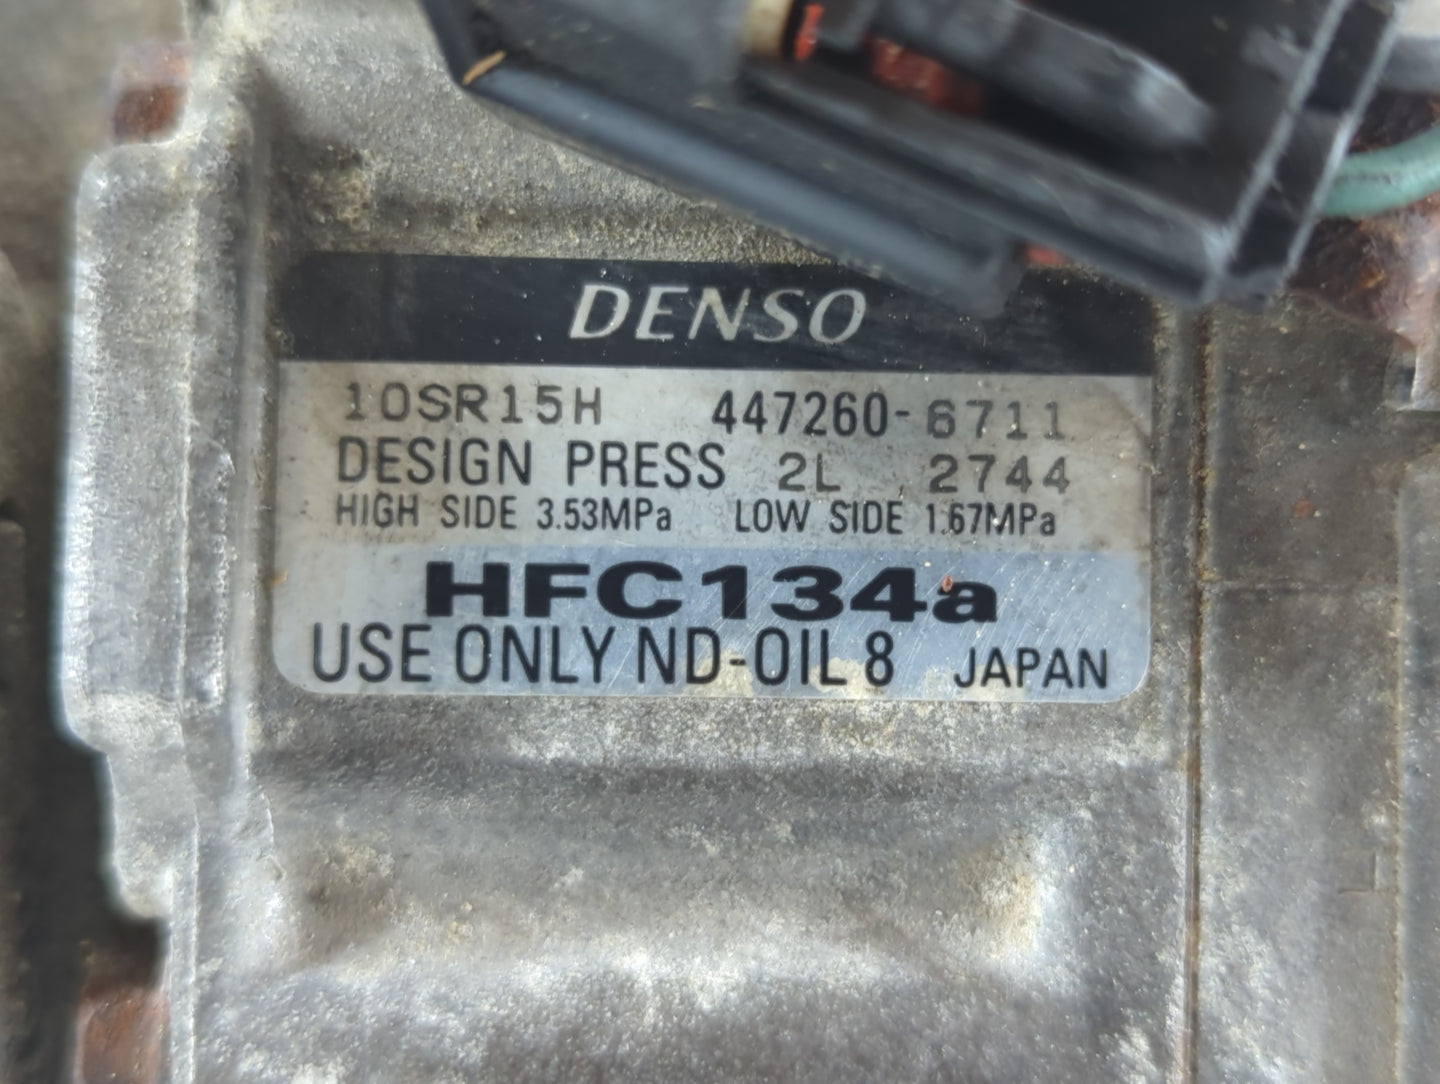 DENSO
10SR15H 447260-6711
DESIGN PRESS 2L 2744
HIGH SIDE 3.53MPa LOW SIDE 1.67MPa
HFC134a
USE ONLY ND-OIL 8 JAPAN